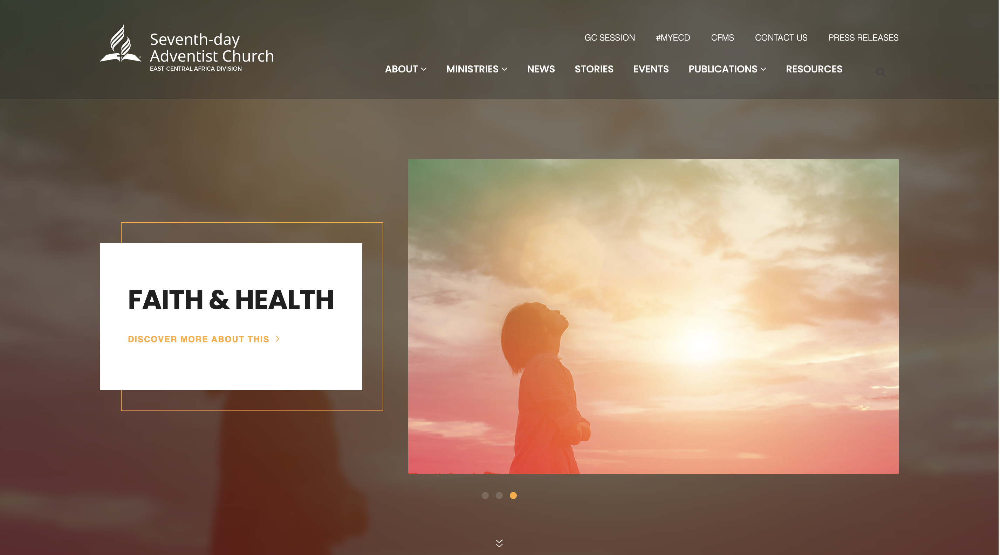 Seventh-day
Adventist Church
EAST-CENTRAL AFRICA DIVISION
GC SESSION #MYECD CFMS CONTACT US PRESS RELEASES
ABOUT MINISTRIES NEWS STORIES EVENTS PUBLICATIONS RESOURCES
FAITH & HEALTH
DISCOVER MORE ABOUT THIS